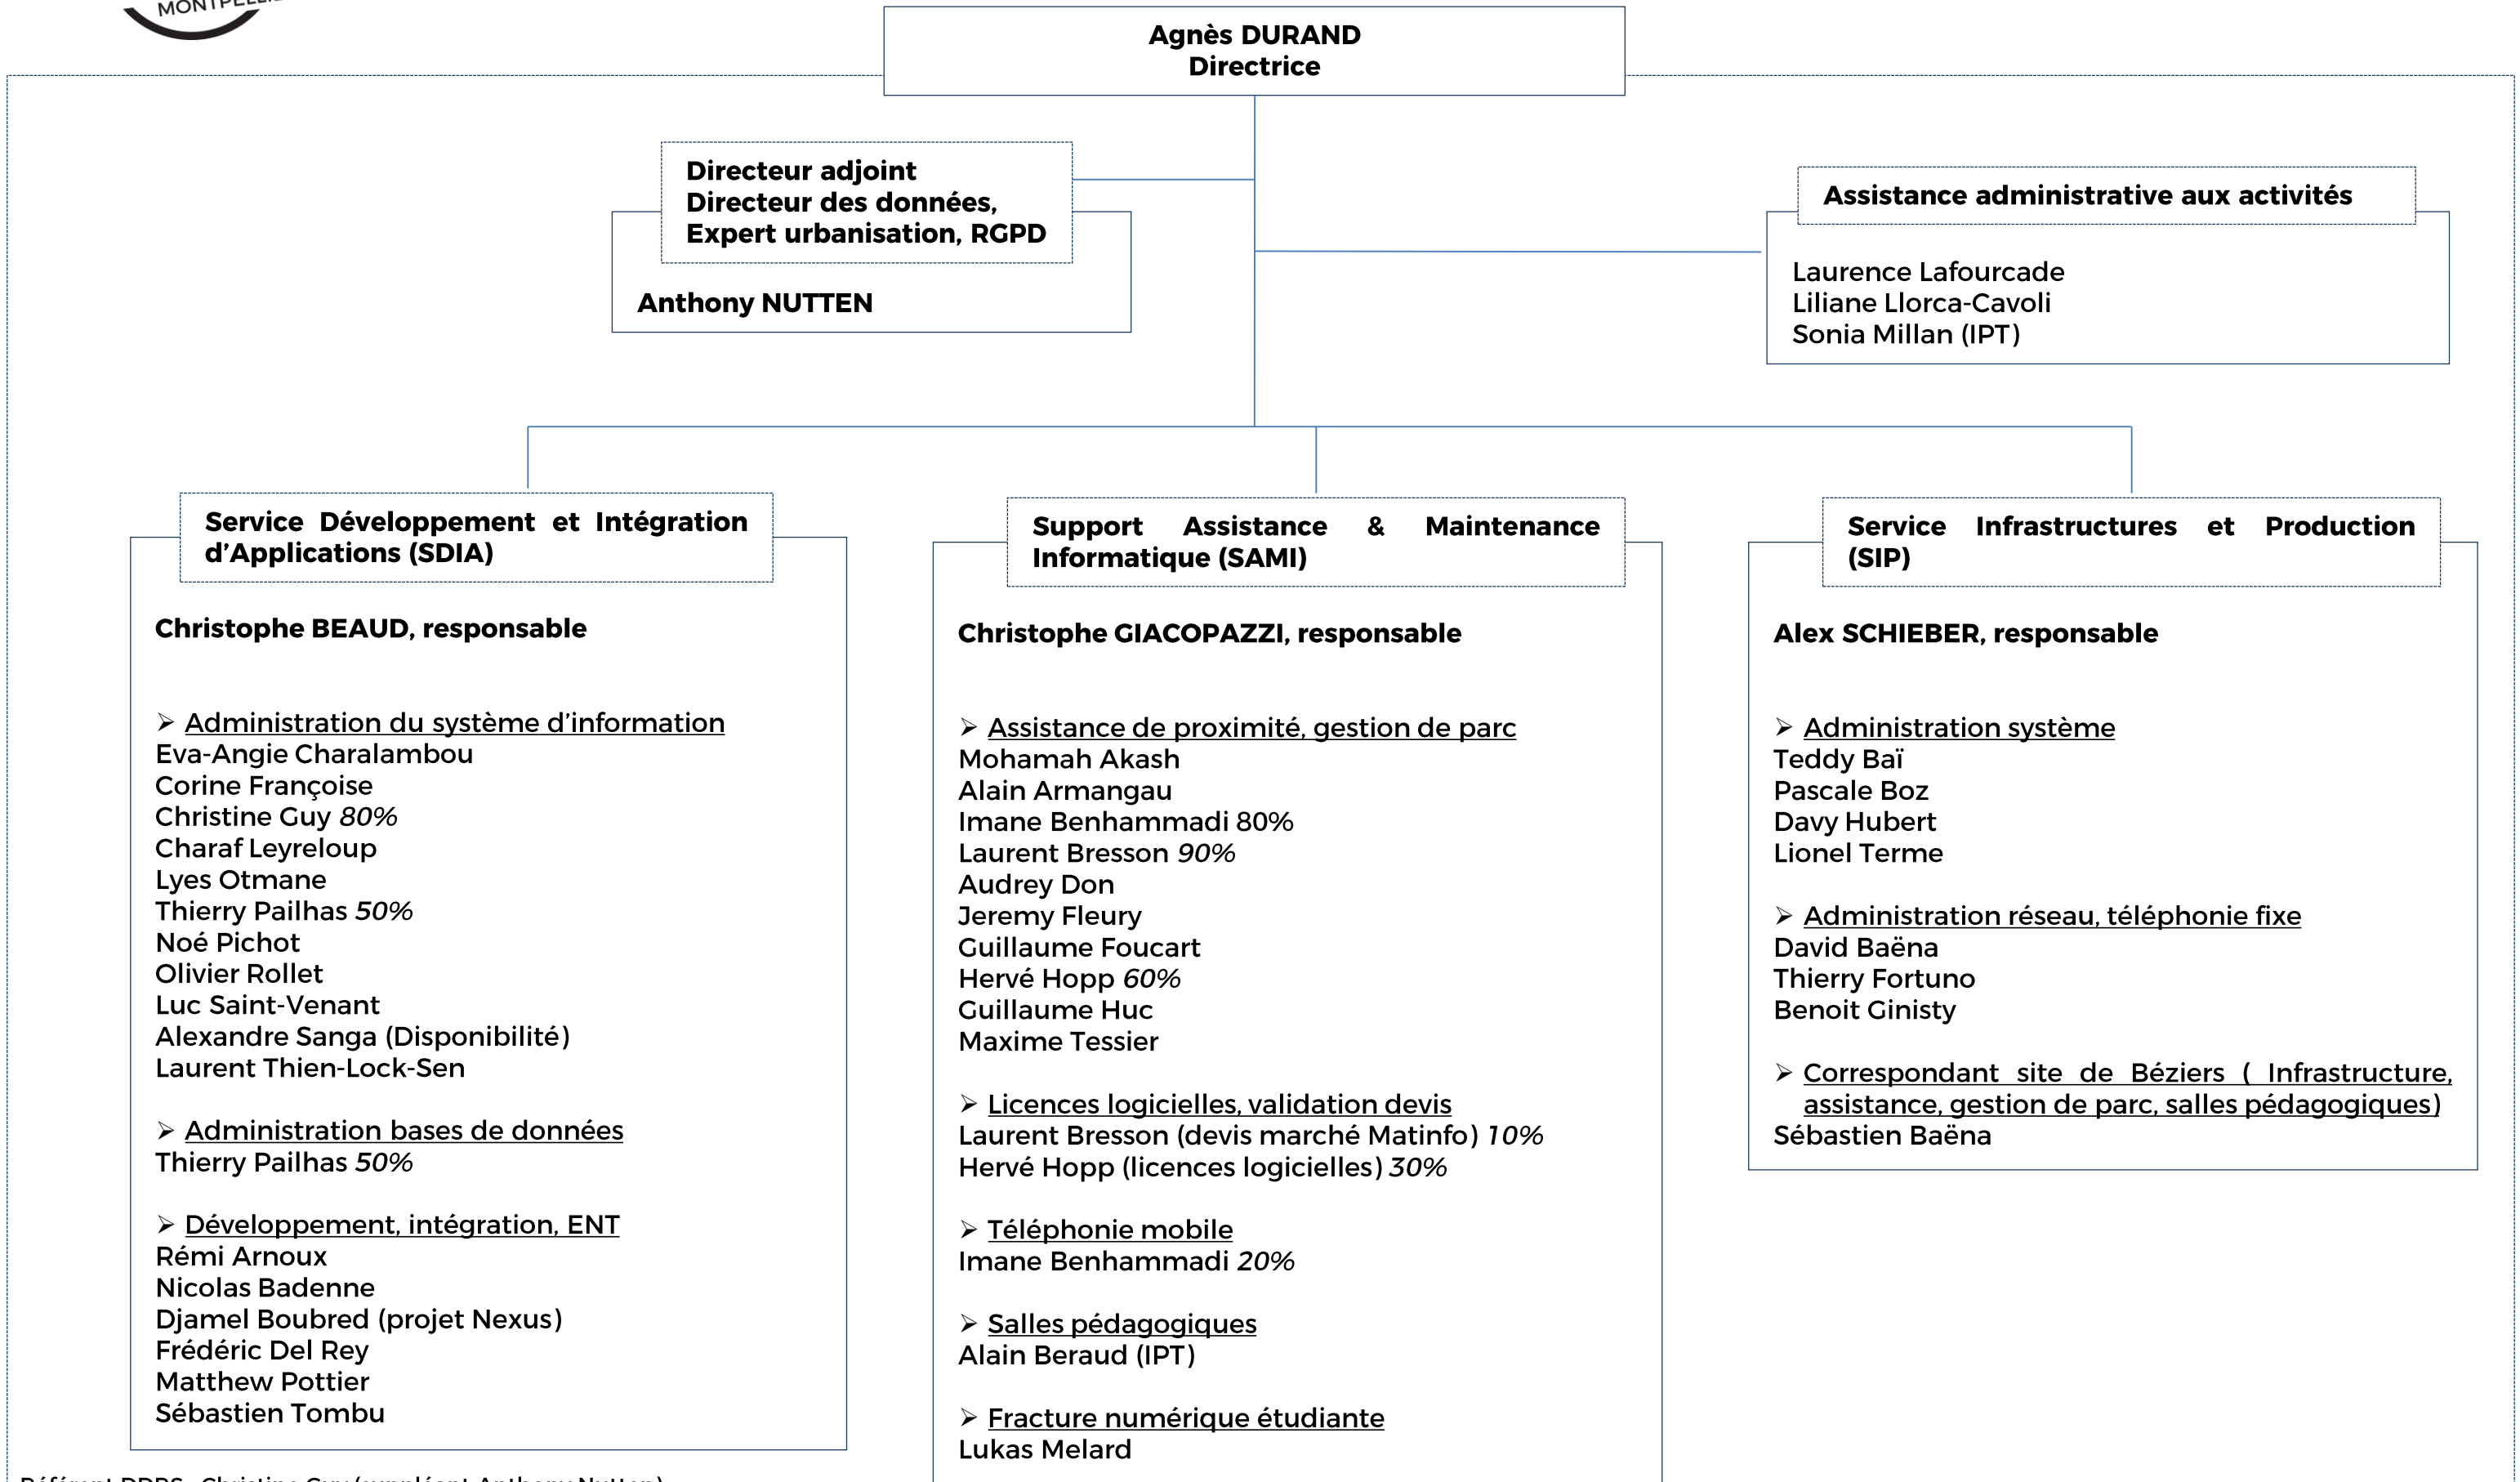 MONTPELLI
Agnès DURAND
Directrice
Directeur adjoint
Directeur des données,
Expert urbanisation, RGPD
Anthony NUTTEN
Assistance administrative aux activités
Laurence Lafourcade
Liliane Llorca-Cavoli
Sonia Millan (IPT)
Service Développement et Intégration
d’Applications (SDIA)
Christophe BEAUD, responsable
➢ Administration du système d’information
Eva-Angie Charalambou
Corine Françoise
Christine Guy 80%
Charaf Leyreloup
Lyes Otmane
Thierry Pailhas 50%
Noé Pichot
Olivier Rollet
Luc Saint-Venant
Alexandre Sanga (Disponibilité)
Laurent Thien-Lock-Sen
➢ Administration bases de données
Thierry Pailhas 50%
➢ Développement, intégration, ENT
Rémi Arnoux
Nicolas Badenne
Djamel Boubred (projet Nexus)
Frédéric Del Rey
Matthew Pottier
Sébastien Tombu
Support Assistance & Maintenance
Informatique (SAMI)
Christophe GIACOPAZZI, responsable
➢ Assistance de proximité, gestion de parc
Mohamah Akash
Alain Armangau
Imane Benhammadi 80%
Laurent Bresson 90%
Audrey Don
Jeremy Fleury
Guillaume Foucart
Hervé Hopp 60%
Guillaume Huc
Maxime Tessier
➢ Licences logicielles, validation devis
Laurent Bresson (devis marché Matinfo) 10%
Hervé Hopp (licences logicielles) 30%
➢ Téléphonie mobile
Imane Benhammadi 20%
➢ Salles pédagogiques
Alain Beraud (IPT)
➢ Fracture numérique étudiante
Lukas Melard
Service Infrastructures et Production
(SIP)
Alex SCHIEBER, responsable
➢ Administration système
Teddy Baï
Pascale Boz
Davy Hubert
Lionel Terme
➢ Administration réseau, téléphonie fixe
David Baëna
Thierry Fortuno
Benoit Ginisty
➢ Correspondant site de Béziers ( Infrastructure,
assistance, gestion de parc, salles pédagogiques)
Sébastien Baëna
Référent DDRS : Christine Guy (suppléant Anthony Nutten)